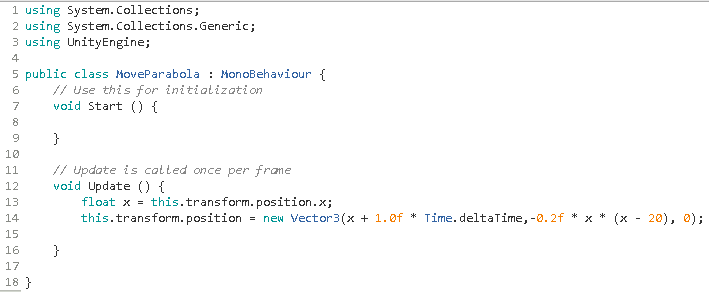 1 using System.Collections;
2 using System.Collections.Generic;
3 using UnityEngine;
4
5 public class MoveParabola : MonoBehaviour {
6     // Use this for initialization
7     void Start () {
8
9     }
10
11     // Update is called once per frame
12     void Update () {
13         float x = this.transform.position.x;
14         this.transform.position = new Vector3(x + 1.0f * Time.deltaTime,-0.2f * x * (x - 20), 0);
15
16     }
17
18 }